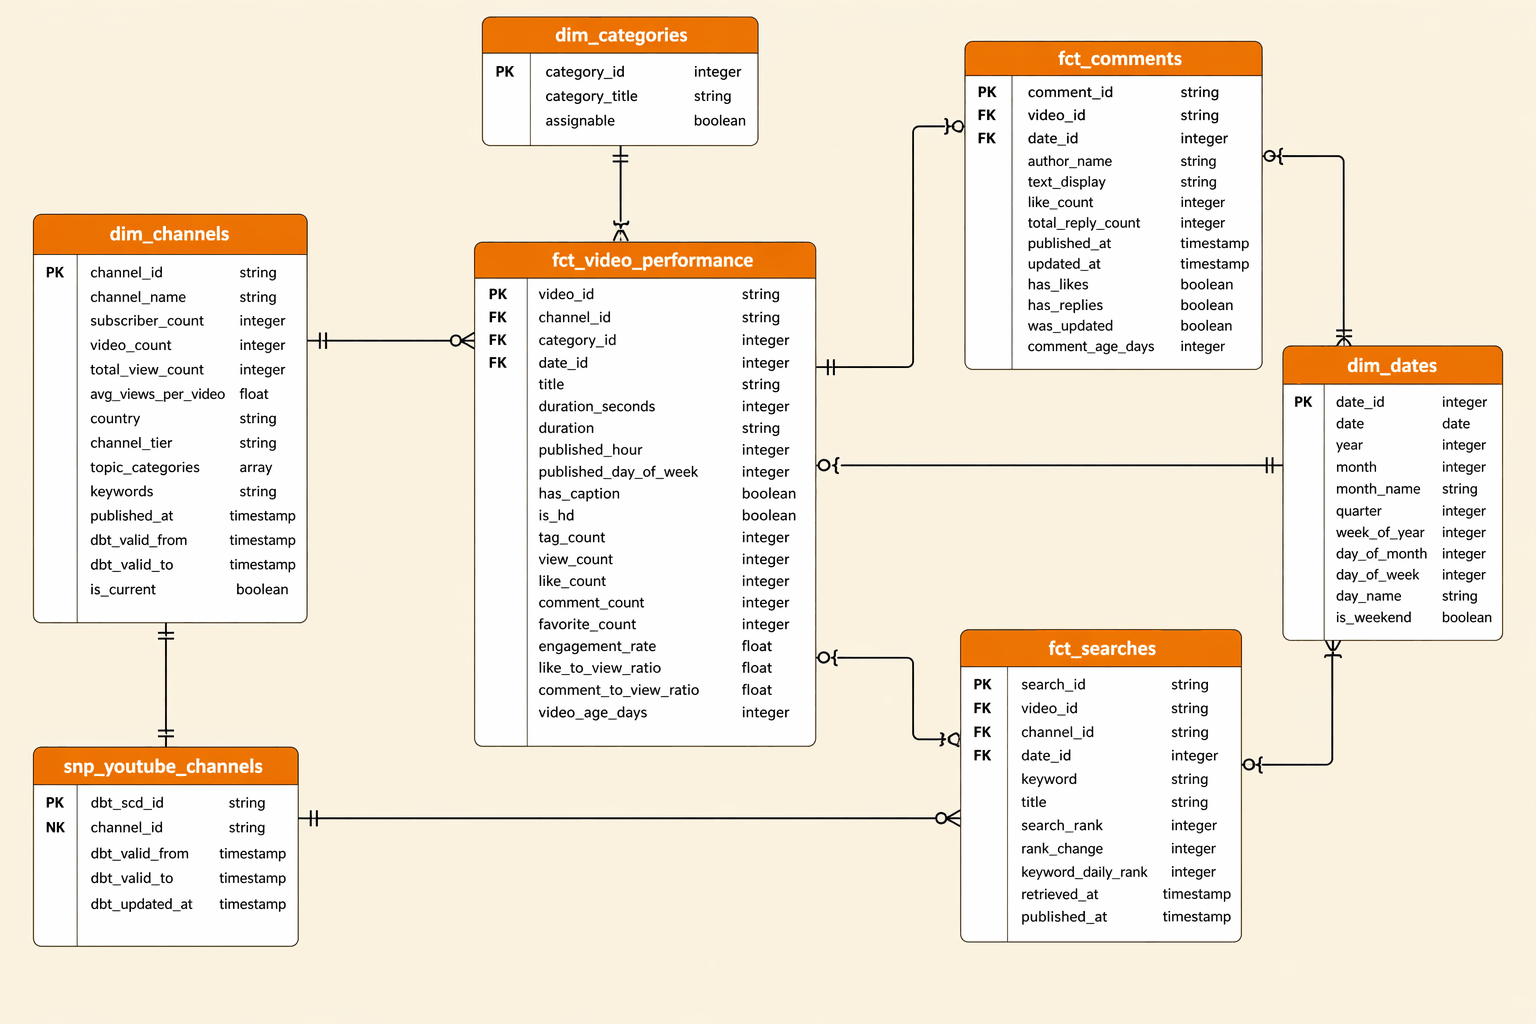 dim_categories
PK category_id integer
category_title string
assignable boolean
fct_comments
PK comment_id string
FK video_id string
FK date_id integer
author_name string
text_display string
like_count integer
total_reply_count integer
published_at timestamp
updated_at timestamp
has_likes boolean
has_replies boolean
was_updated boolean
comment_age_days integer
dim_channels
PK channel_id string
channel_name string
subscriber_count integer
video_count integer
total_view_count integer
avg_views_per_video float
country string
channel_tier string
topic_categories array
keywords string
published_at timestamp
dbt_valid_from timestamp
dbt_valid_to timestamp
is_current boolean
fct_video_performance
PK video_id string
FK channel_id string
FK category_id integer
FK date_id integer
title string
duration_seconds integer
duration string
published_hour integer
published_day_of_week integer
has_caption boolean
is_hd boolean
tag_count integer
view_count integer
like_count integer
comment_count integer
favorite_count integer
engagement_rate float
like_to_view_ratio float
comment_to_view_ratio float
video_age_days integer
dim_dates
PK date_id integer
date date
year integer
month integer
month_name string
quarter integer
week_of_year integer
day_of_month integer
day_of_week integer
day_name string
is_weekend boolean
fct_searches
PK search_id string
FK video_id string
FK channel_id string
FK date_id integer
keyword string
title string
search_rank integer
rank_change integer
keyword_daily_rank integer
retrieved_at timestamp
published_at timestamp
snp_youtube_channels
PK dbt_scd_id string
NK channel_id string
dbt_valid_from timestamp
dbt_valid_to timestamp
dbt_updated_at timestamp